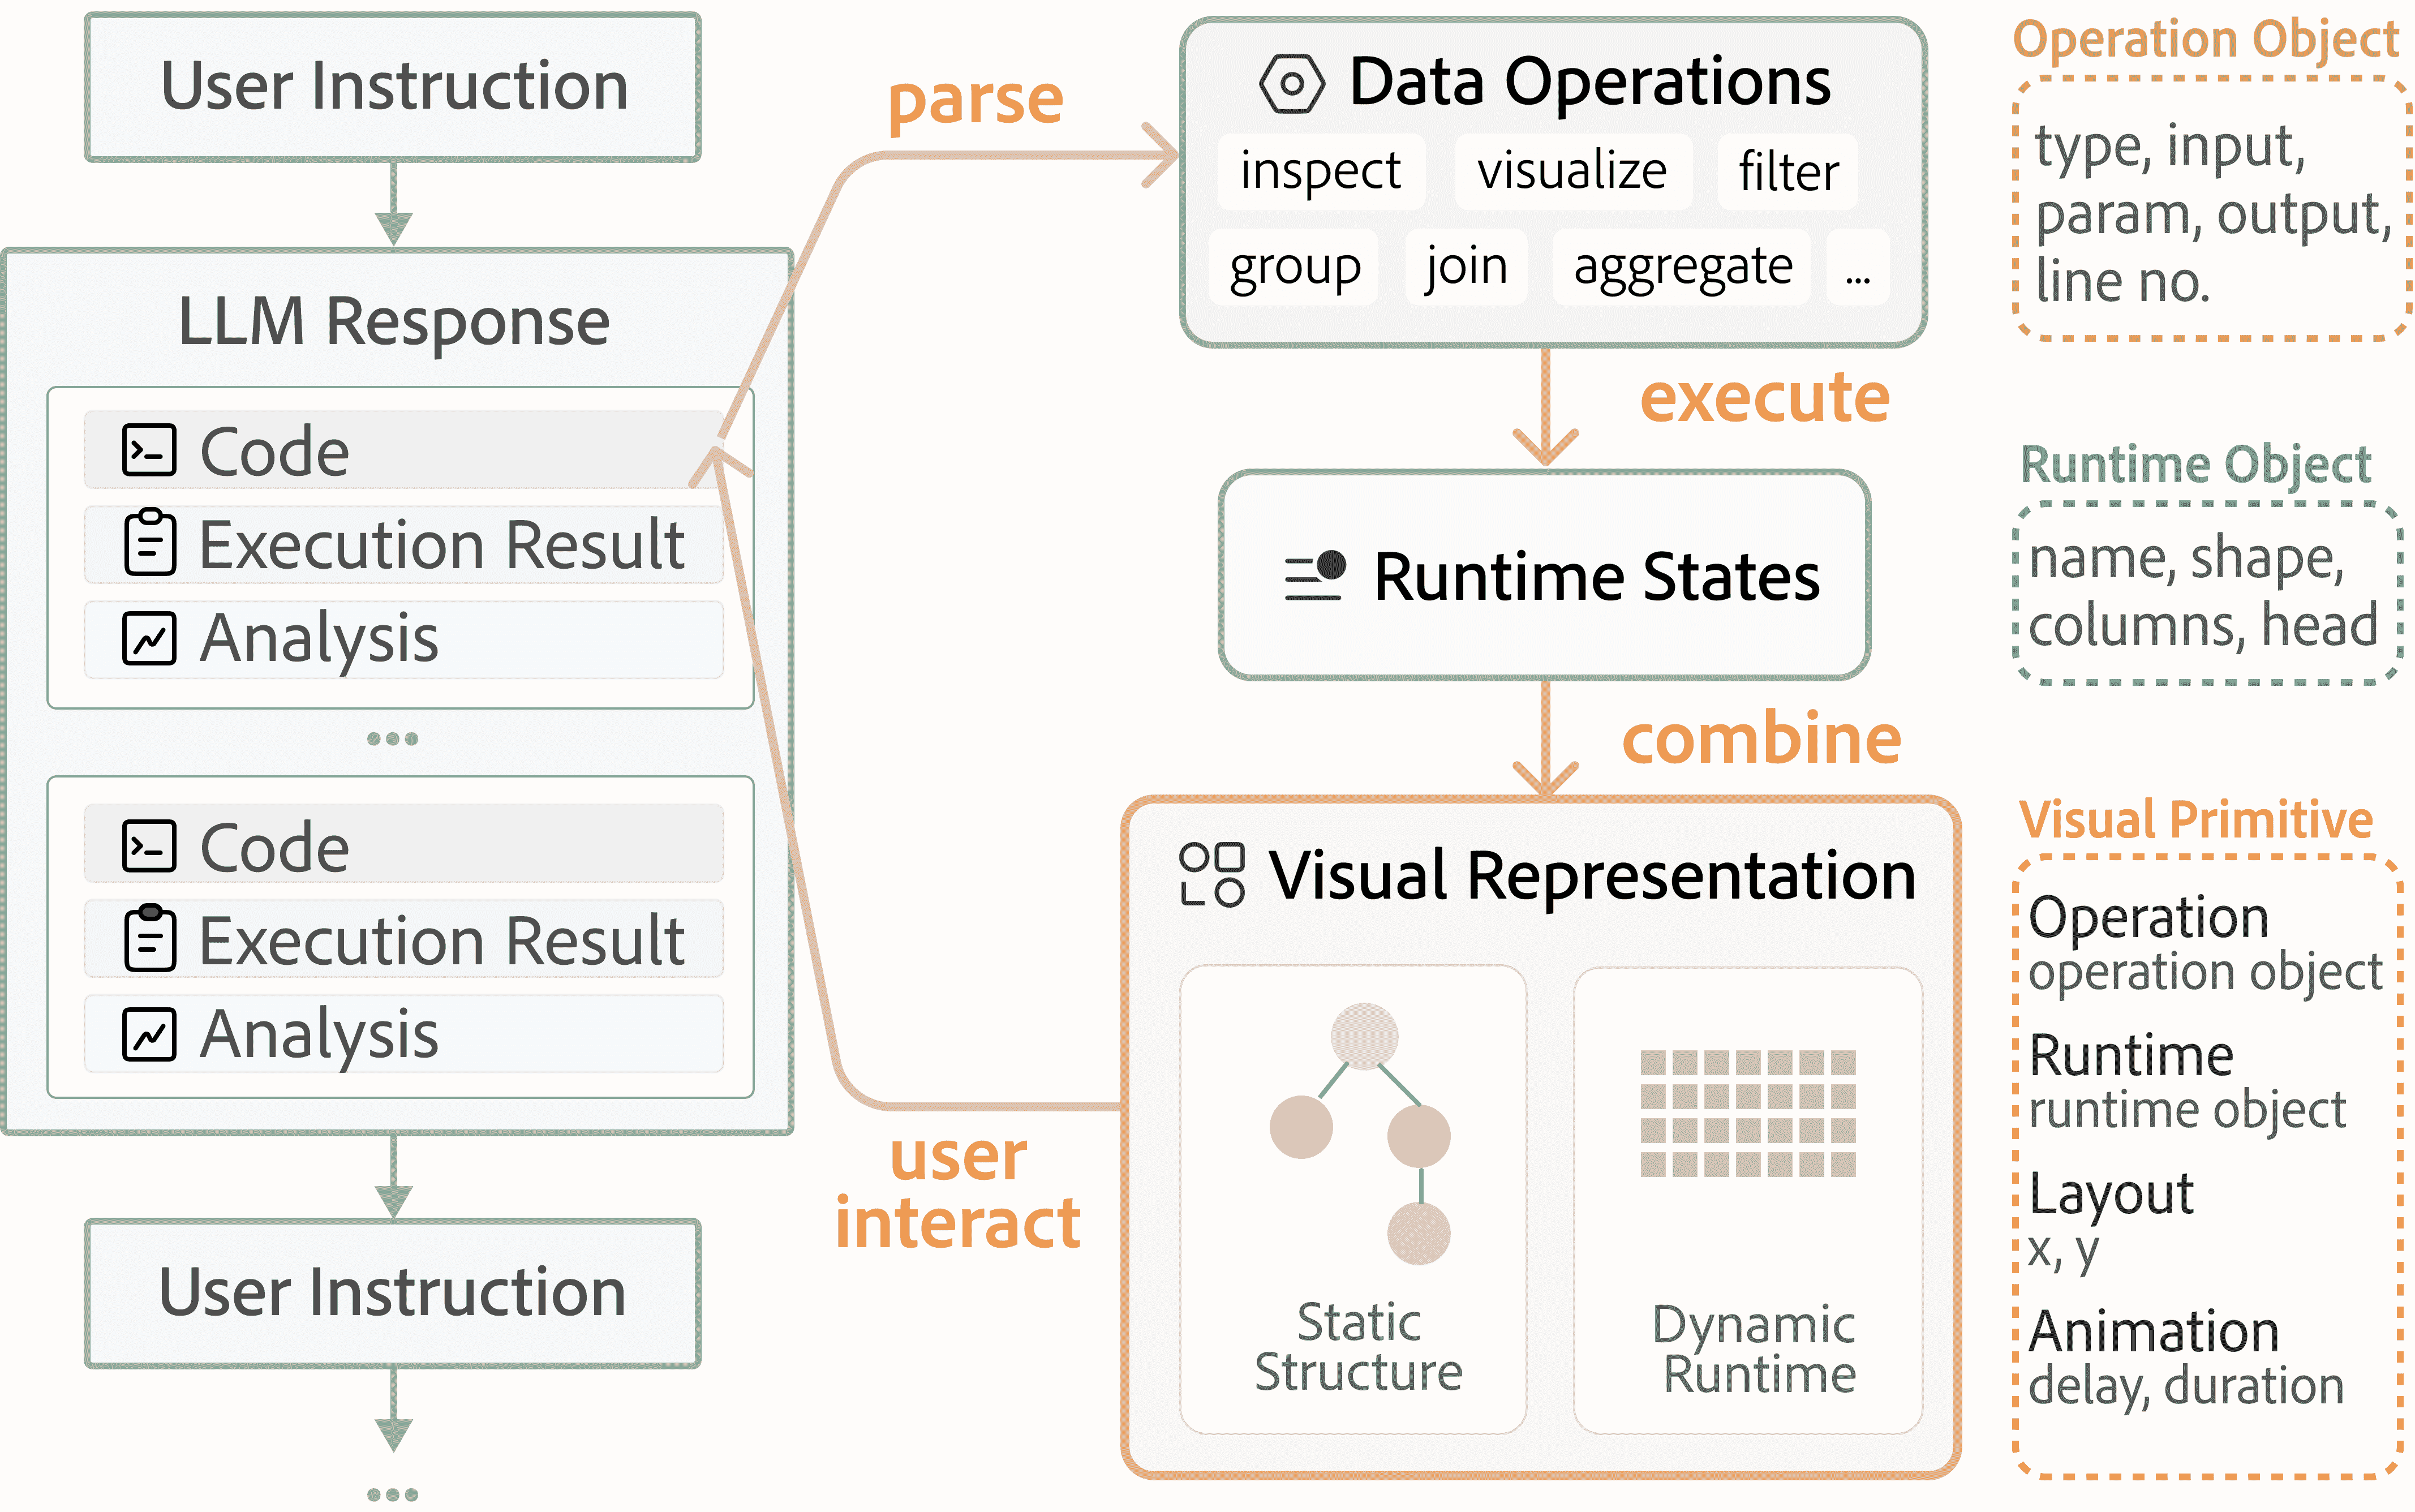 User Instruction
LLM Response
Code
Execution Result
Analysis
...
Code
Execution Result
Analysis
User Instruction
...
parse
user
interact
Data Operations
inspect visualize filter
group join aggregate ...
execute
Runtime States
combine
Visual Representation
Static
Structure
Dynamic
Runtime
Operation Object
type, input,
param, output,
line no.
Runtime Object
name, shape,
columns, head
Visual Primitive
Operation
operation object
Runtime
runtime object
Layout
x, y
Animation
delay, duration